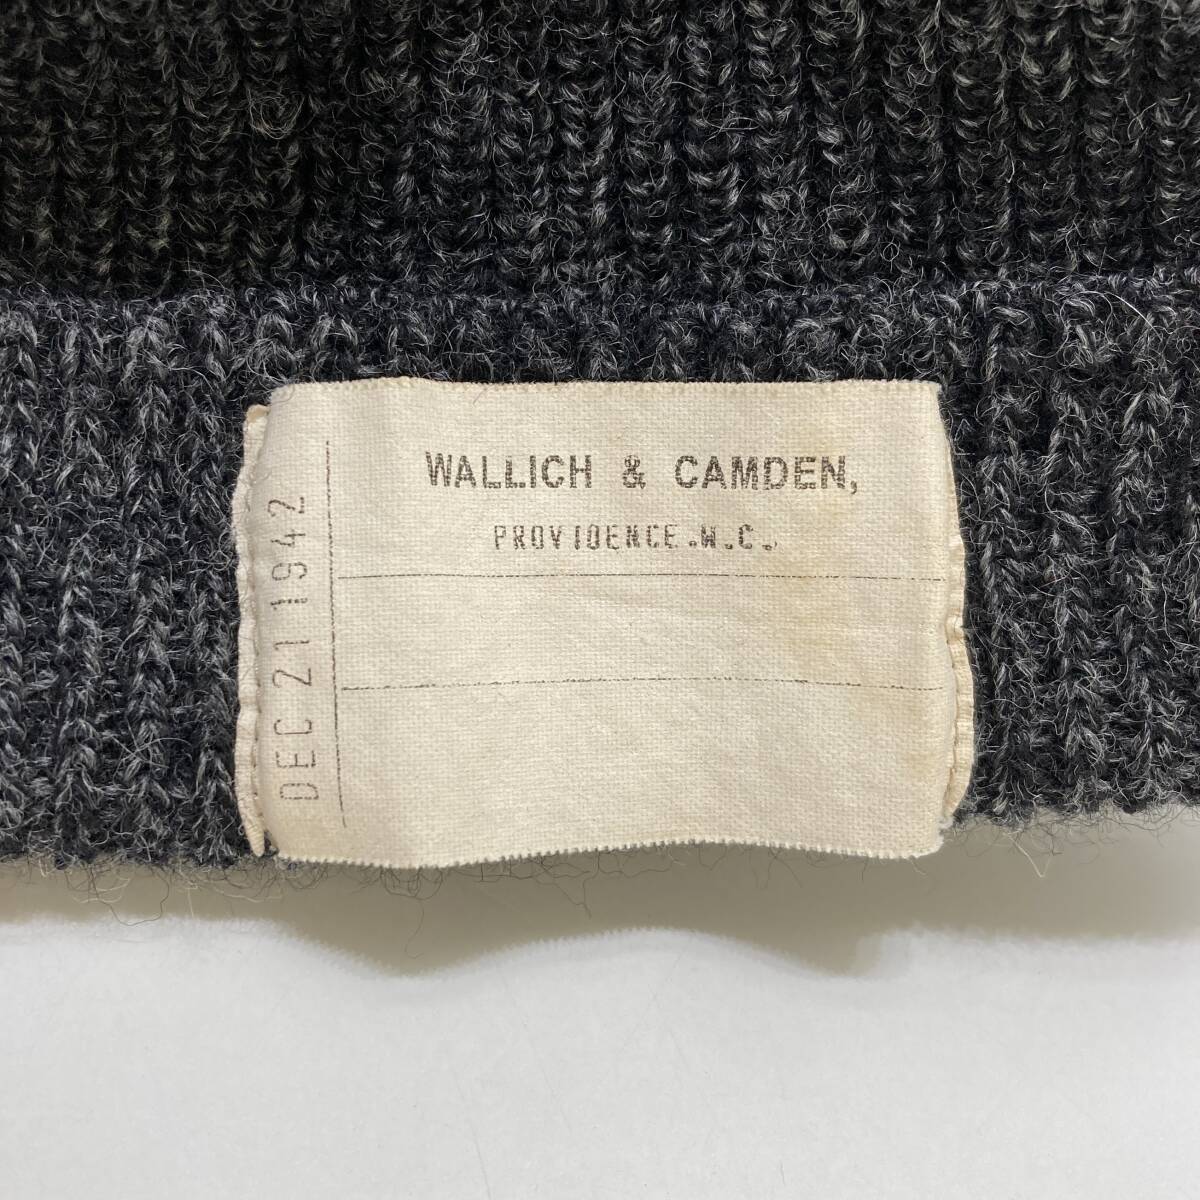 WALLICH & CAMDEN,
PROVIDENCE.W.C.
DEC 21 1942